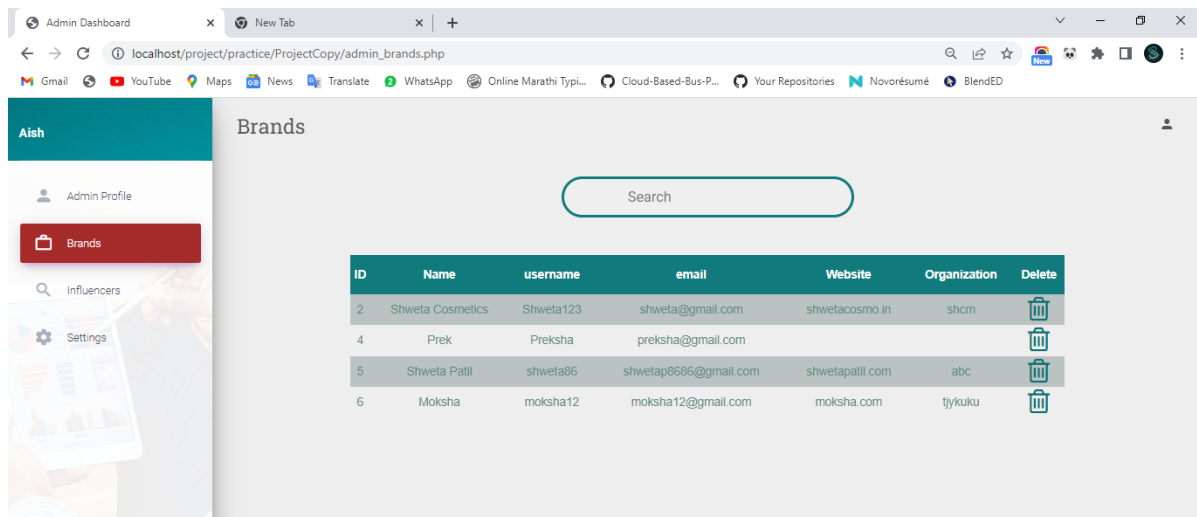 Admin Dashboard
New Tab
localhost/project/practice/ProjectCopy/admin_brands.php
New
S
Gmail YouTube Maps GE News Translate 2 WhatsApp Online Marathi Typi... Cloud-Based-Bus-P... Your Repositories Novorésumé BlendED
Aish
Brands
Admin Profile
Brands
Influencers
Settings
Search
ID Name username email Website Organization Delete
2 Shweta Cosmetics Shweta123 shweta@gmail.com shwetacosmo.in shcm
4 Prek Preksha preksha@gmail.com
5 Shweta Patil shweta86 shwetap8686@gmail.com shwetapatil.com abc
6 Moksha moksha12 moksha12@gmail.com moksha.com tjykuku